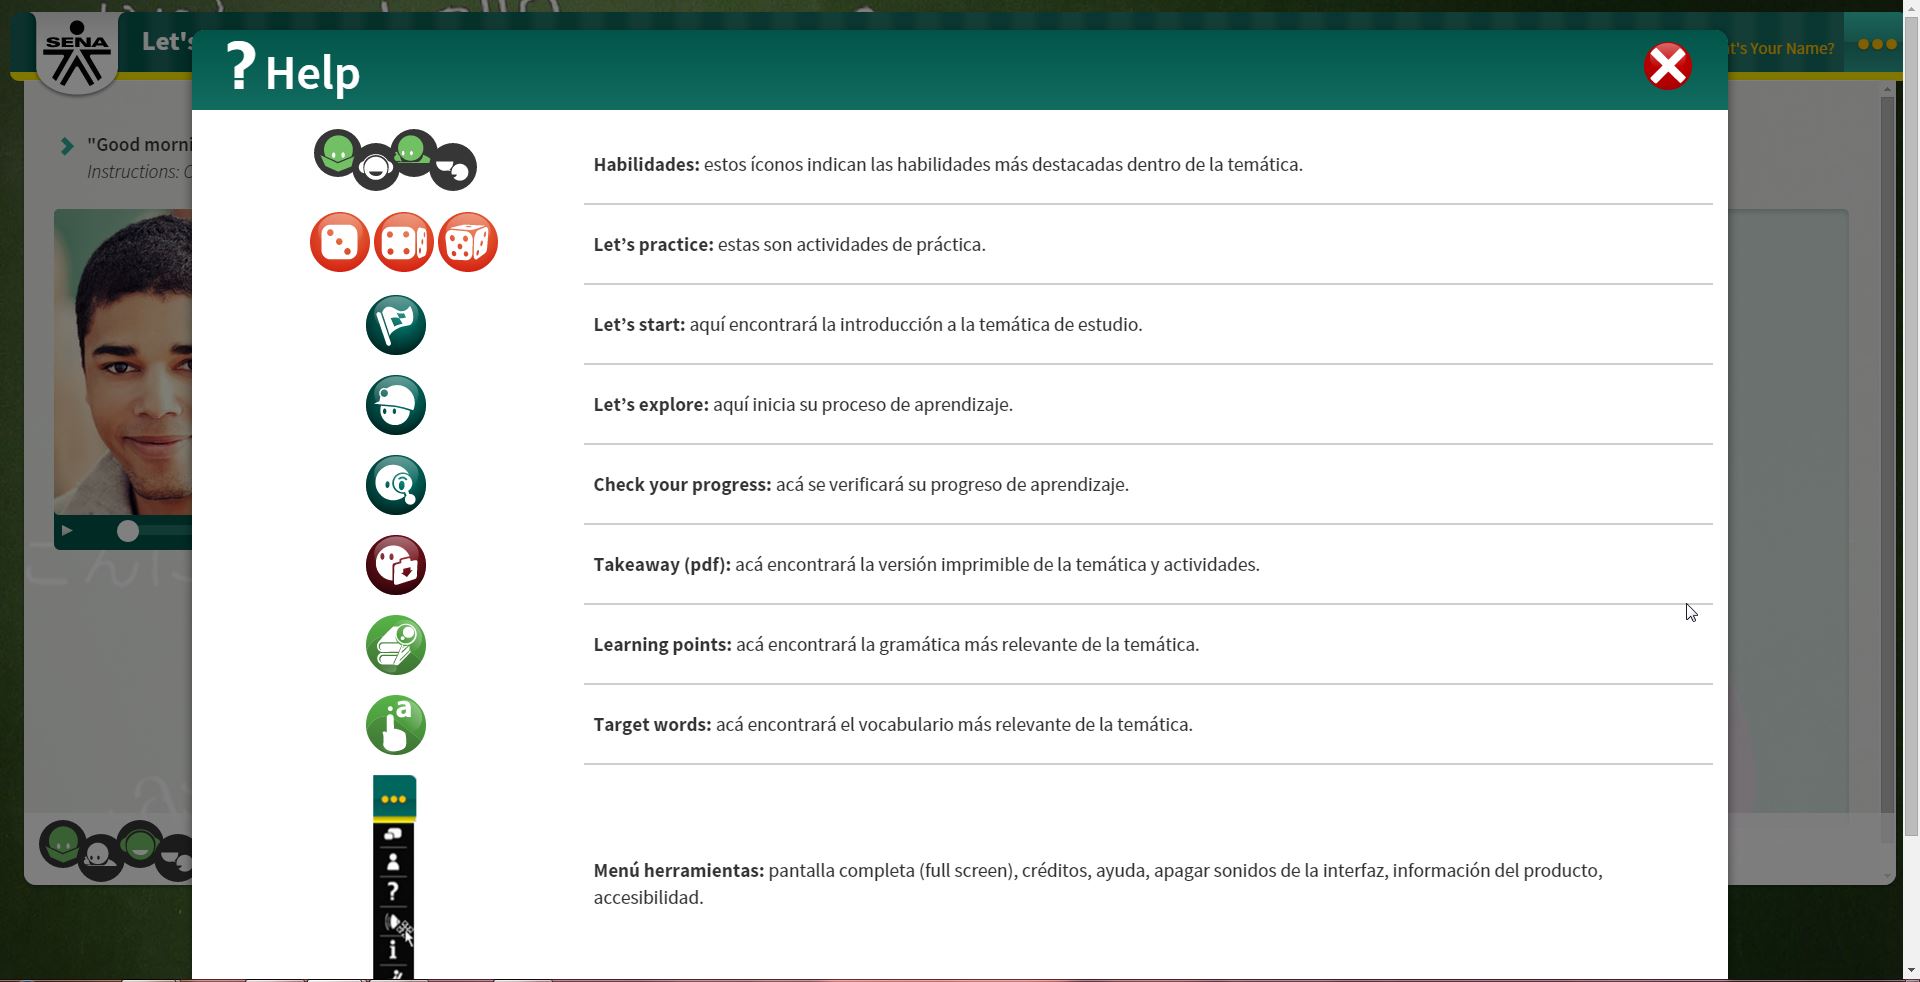 SENA
Let's
t's Your Name?
? Help
"Good morni
Instructions: C
Habilidades: estos íconos indican las habilidades más destacadas dentro de la temática.
Let’s practice: estas son actividades de práctica.
Let’s start: aquí encontrará la introducción a la temática de estudio.
Let’s explore: aquí inicia su proceso de aprendizaje.
Check your progress: acá se verificará su progreso de aprendizaje.
Takeaway (pdf): acá encontrará la versión imprimible de la temática y actividades.
Learning points: acá encontrará la gramática más relevante de la temática.
a
Target words: acá encontrará el vocabulario más relevante de la temática.
?
i
Menú herramientas: pantalla completa (full screen), créditos, ayuda, apagar sonidos de la interfaz, información del producto,
accesibilidad.